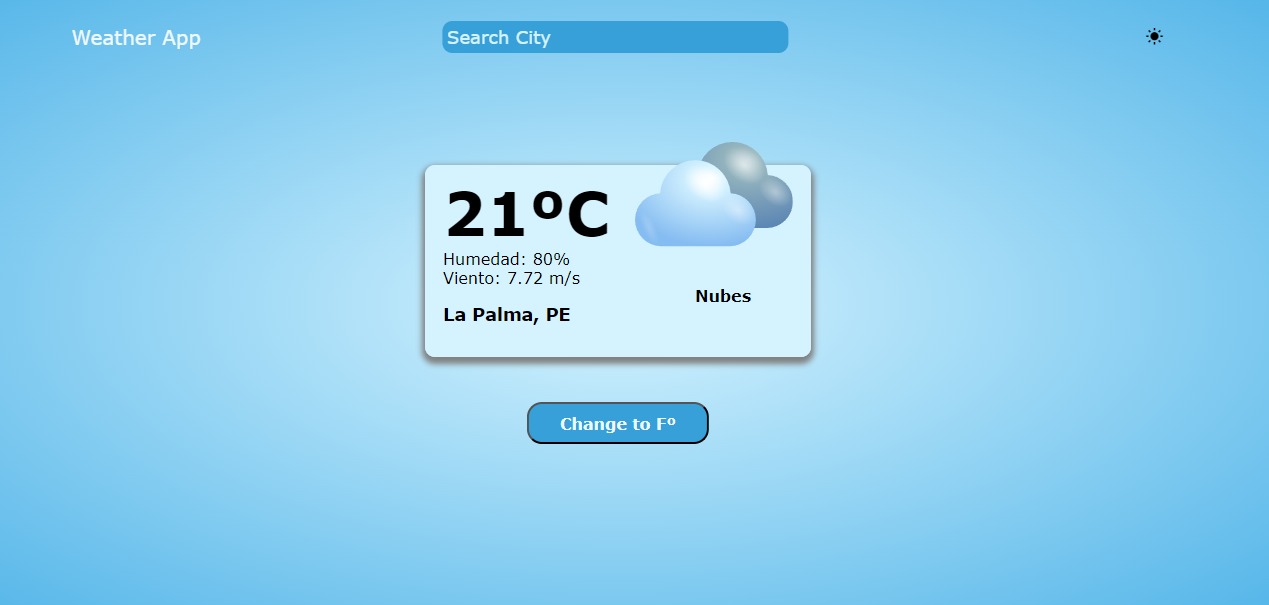 Weather App
Search City
21ºC
Humedad: 80%
Viento: 7.72 m/s
La Palma, PE
Nubes
Change to Fº